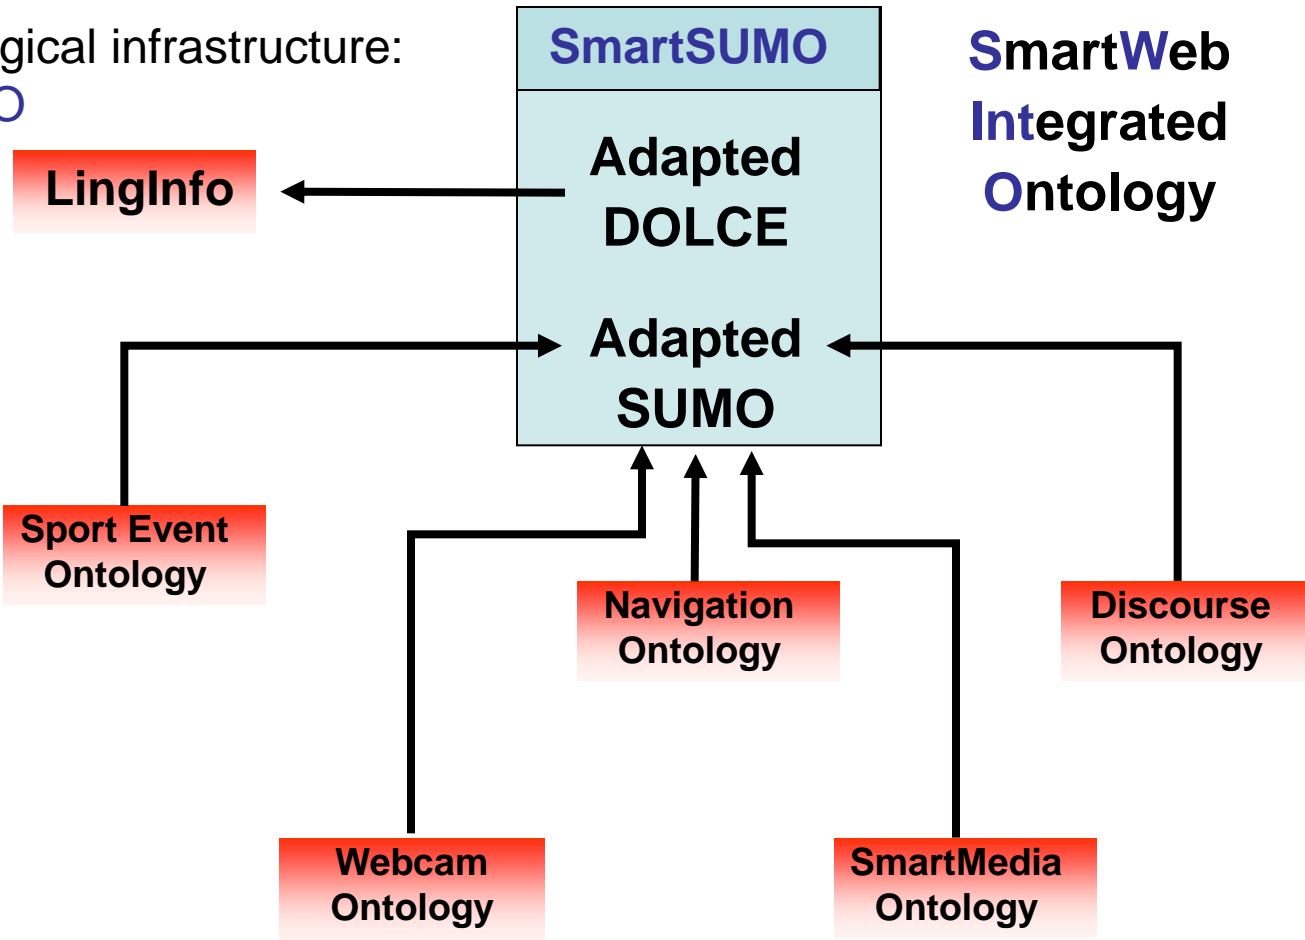 gical infrastructure:
O
SmartSUMO
SmartWeb
Integrated
Ontology
LingInfo
Adapted
DOLCE
Adapted
SUMO
Sport Event
Ontology
Navigation
Ontology
Discourse
Ontology
Webcam
Ontology
SmartMedia
Ontology